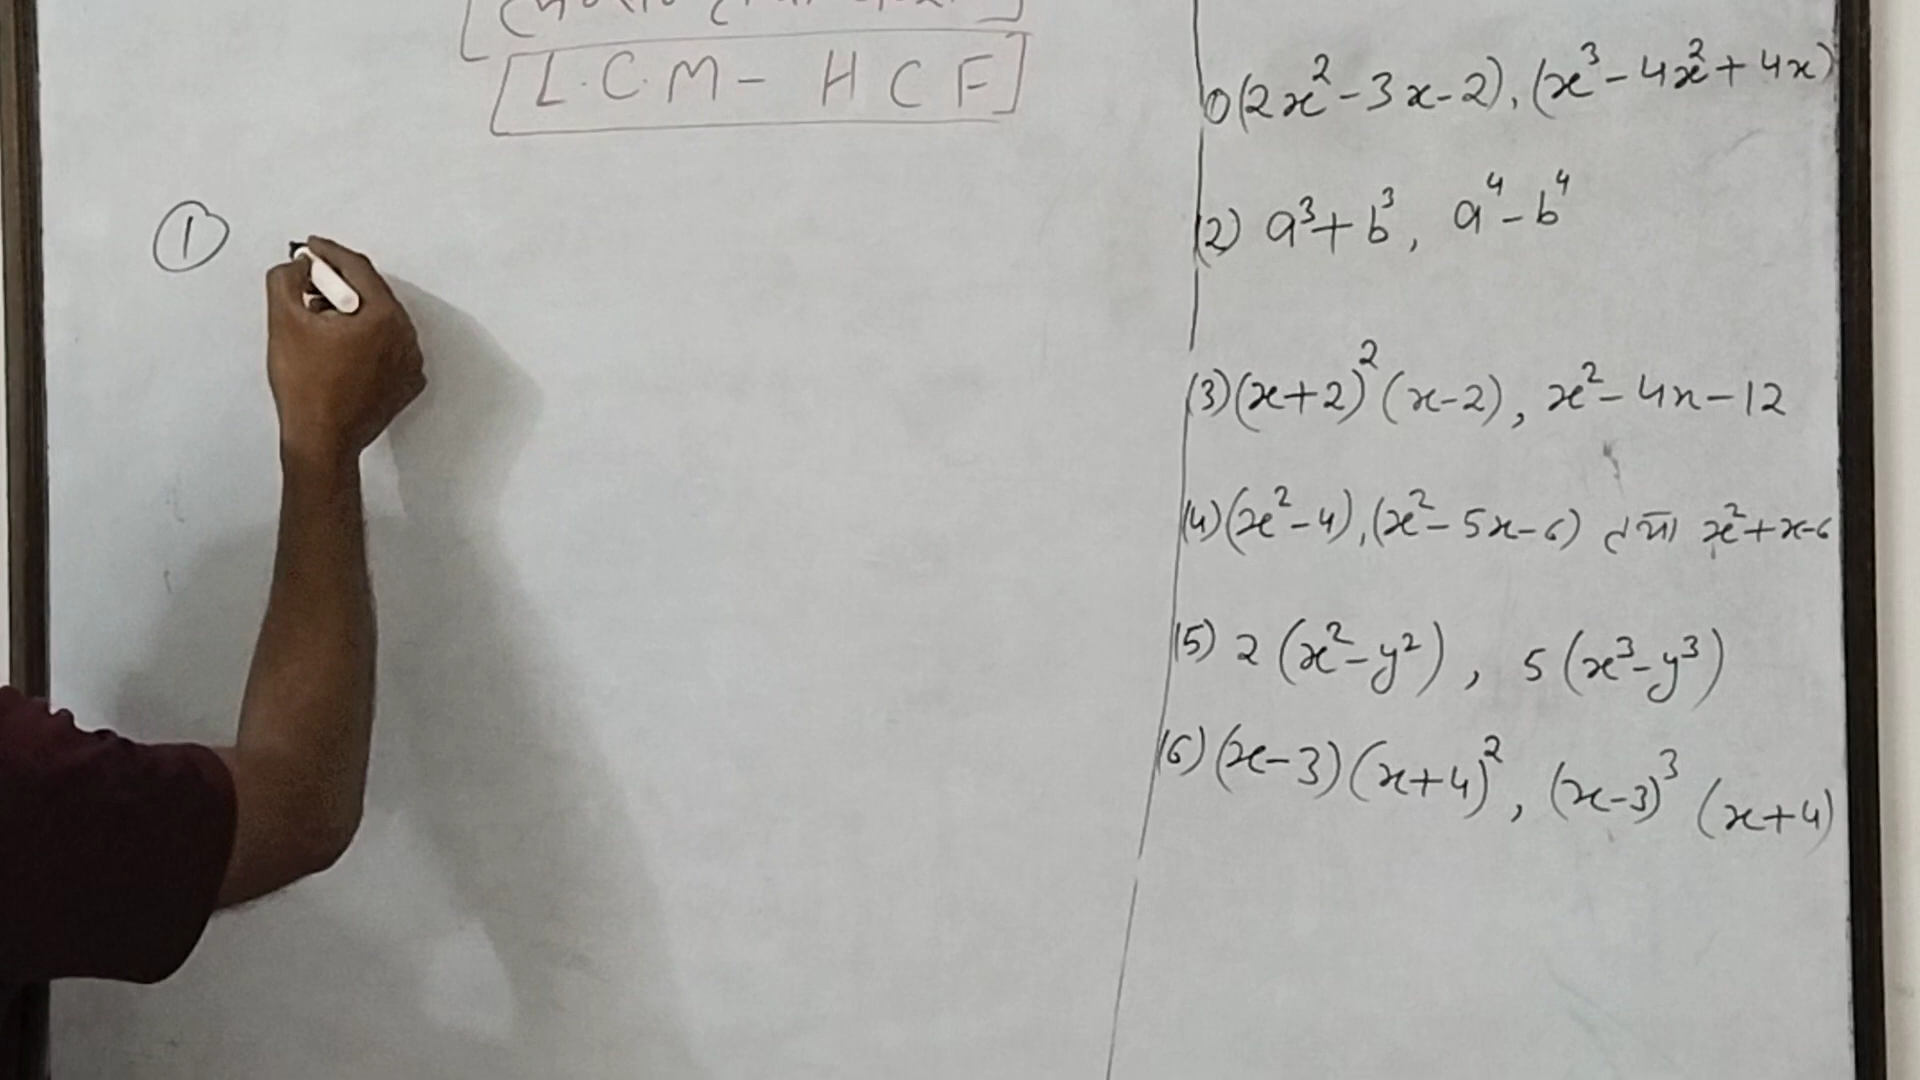 [L.C.M - HCF]
①
(1) (2x² - 3x - 2), (x³ - 4x² + 4x)
(2) a³ + b³, a⁴ - b⁴
(3) (x+2)² (x-2), x² - 4x - 12
(4) (x² - 4), (x² - 5x - 6) तथा x² + x - 6
(5) 2 (x² - y²), 5 (x³ - y³)
(6) (x - 3) (x + 4)², (x - 3)³ (x + 4)